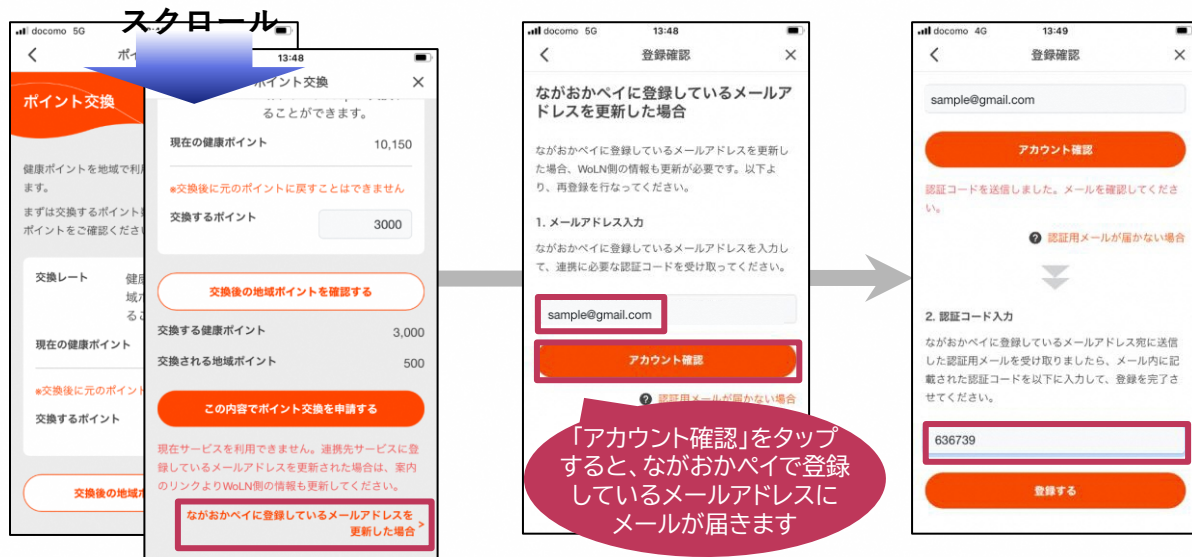 スクロール
docomo 5G
ポイント交換
健康ポイントを地域で利
ます。
まずは交換するポイント
ポイントをご確認くださ
交換レート
現在の健康ポイント
※交換後に元のポイント
交換するポイント
交換後の地域
13:48
ポイント交換
ることができます。
現在の健康ポイント 10,150
※交換後に元のポイントに戻すことはできません
交換するポイント 3000
交換後の地域ポイントを確認する
交換する健康ポイント 3,000
交換される地域ポイント 500
この内容でポイント交換を申請する
現在サービスを利用できません。連携先サービスに登
録しているメールアドレスを更新された場合は、案内
のリンクよりWoLN側の情報も更新してください。
ながおかペイに登録しているメールアドレスを
更新した場合
docomo 5G 13:48
登録確認
ながおかペイに登録しているメールア
ドレスを更新した場合
ながおかペイに登録しているメールアドレスを更新し
た場合、WoLN側の情報も更新が必要です。以下よ
り、再登録を行なってください。
1. メールアドレス入力
ながおかペイに登録しているメールアドレスを入力し
て、連携に必要な認証コードを受け取ってください。
sample@gmail.com
アカウント確認
認証用メールが届かない場合
「アカウント確認」をタップ
すると、ながおかペイで登録
しているメールアドレスに
メールが届きます
docomo 4G 13:49
登録確認
sample@gmail.com
アカウント確認
認証コードを送信しました。メールを確認してくださ
い。
認証用メールが届かない場合
2. 認証コード入力
ながおかペイに登録しているメールアドレス宛に送信
した認証用メールを受け取りましたら、メール内に記
載された認証コードを以下に入力して、登録を完了さ
せてください。
636739
登録する